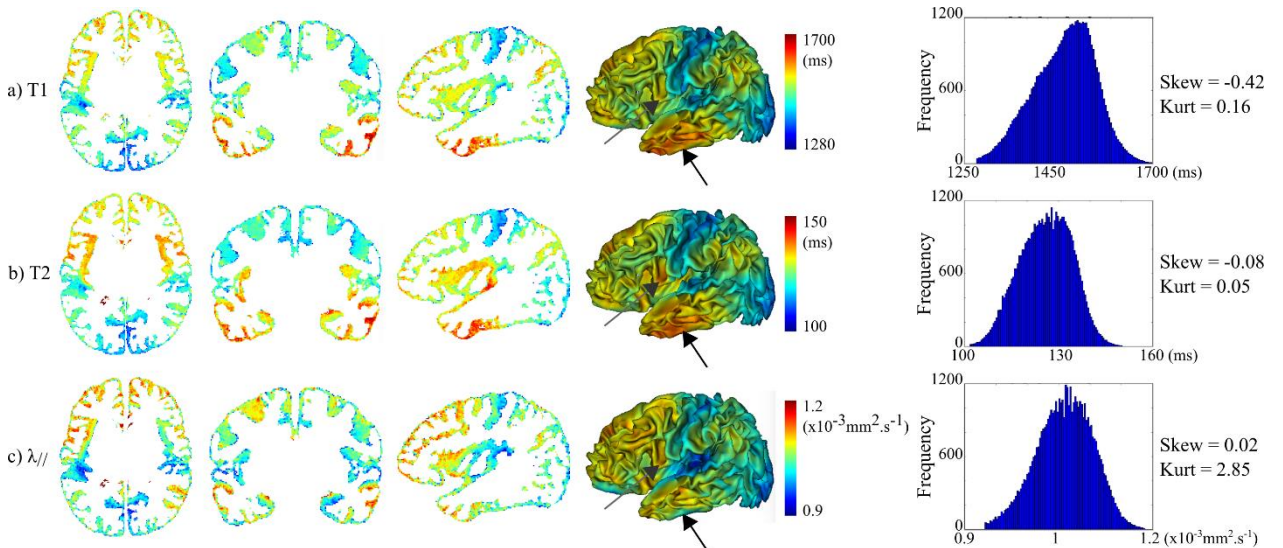 a) T1
1700
(ms)
1280
1200
600
0
Frequency
1250
1450
1700 (ms)
Skew = -0.42
Kurt = 0.16
b) T2
150
(ms)
100
1200
600
0
Frequency
100
130
160
(ms)
Skew = -0.08
Kurt = 0.05
c) λ//
1.2
(x10⁻³mm².s⁻¹)
0.9
1200
600
0
Frequency
0.9
1
1.2 (x10⁻³mm².s⁻¹)
Skew = 0.02
Kurt = 2.85